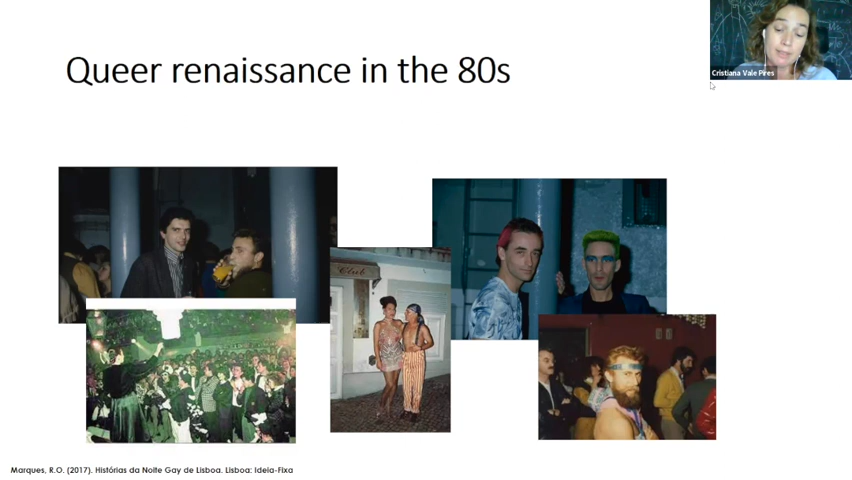 Queer renaissance in the 80s
Cristiana Vale Pires
Club
Marques, R.O. (2017). Histórias da Noite Gay de Lisboa. Lisboa: Ideia-Fixa